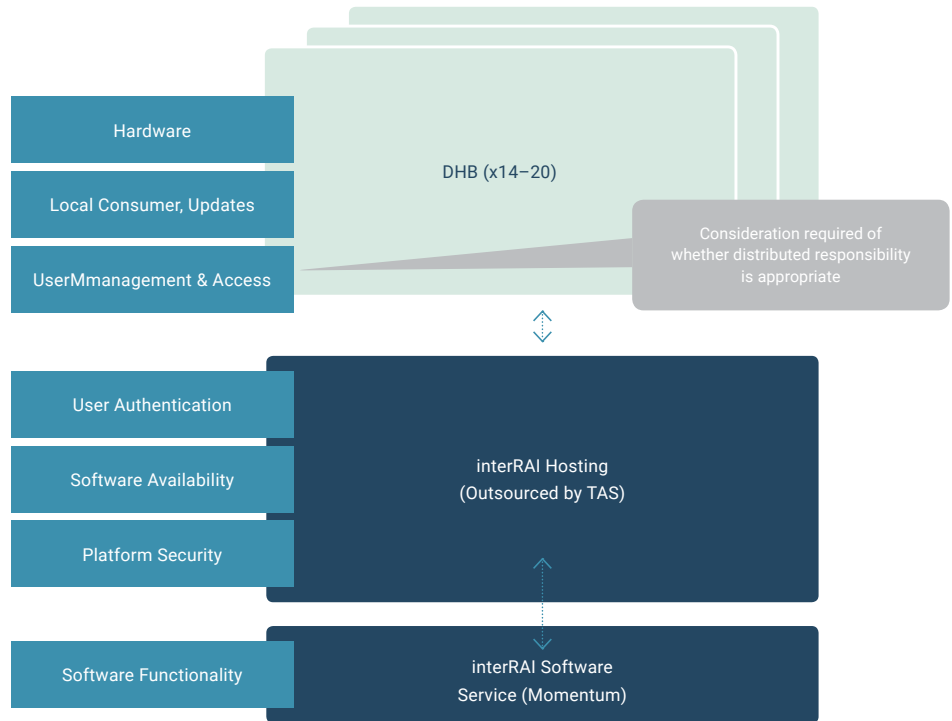 Hardware
DHB (x14–20)
Local Consumer, Updates
Consideration required of
whether distributed responsibility
is appropriate
UserMmanagement & Access
User Authentication
interRAI Hosting
(Outsourced by TAS)
Software Availability
Platform Security
Software Functionality
interRAI Software
Service (Momentum)